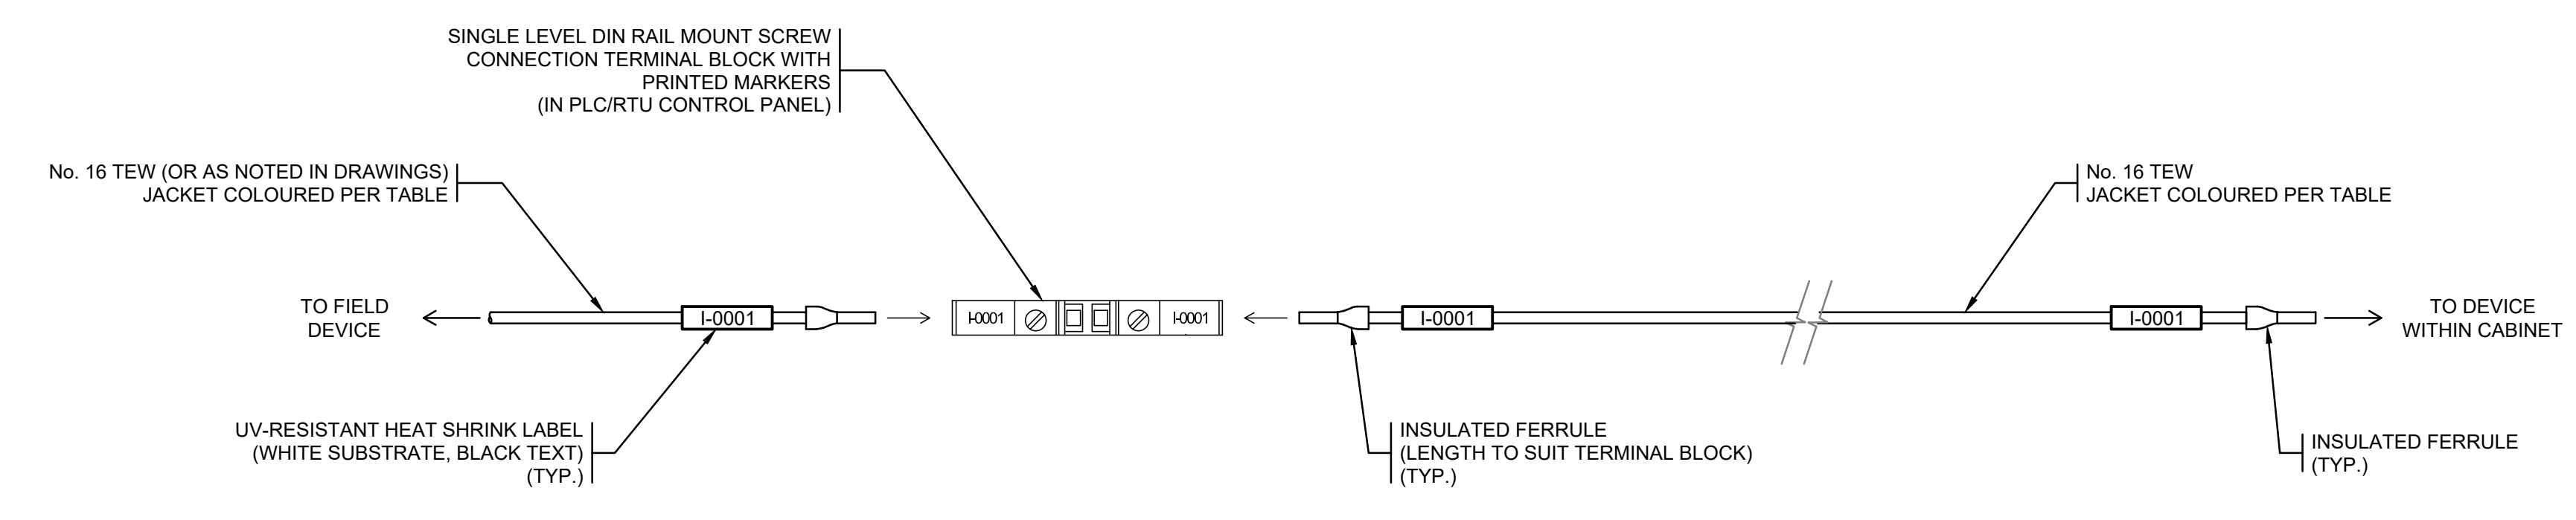 SINGLE LEVEL DIN RAIL MOUNT SCREW
CONNECTION TERMINAL BLOCK WITH
PRINTED MARKERS
(IN PLC/RTU CONTROL PANEL)
No. 16 TEW (OR AS NOTED IN DRAWINGS)
JACKET COLOURED PER TABLE
No. 16 TEW
JACKET COLOURED PER TABLE
TO FIELD
DEVICE
I-0001
I-0001
I-0001
I-0001
I-0001
TO DEVICE
WITHIN CABINET
UV-RESISTANT HEAT SHRINK LABEL
(WHITE SUBSTRATE, BLACK TEXT)
(TYP.)
INSULATED FERRULE
(LENGTH TO SUIT TERMINAL BLOCK)
(TYP.)
INSULATED FERRULE
(TYP.)